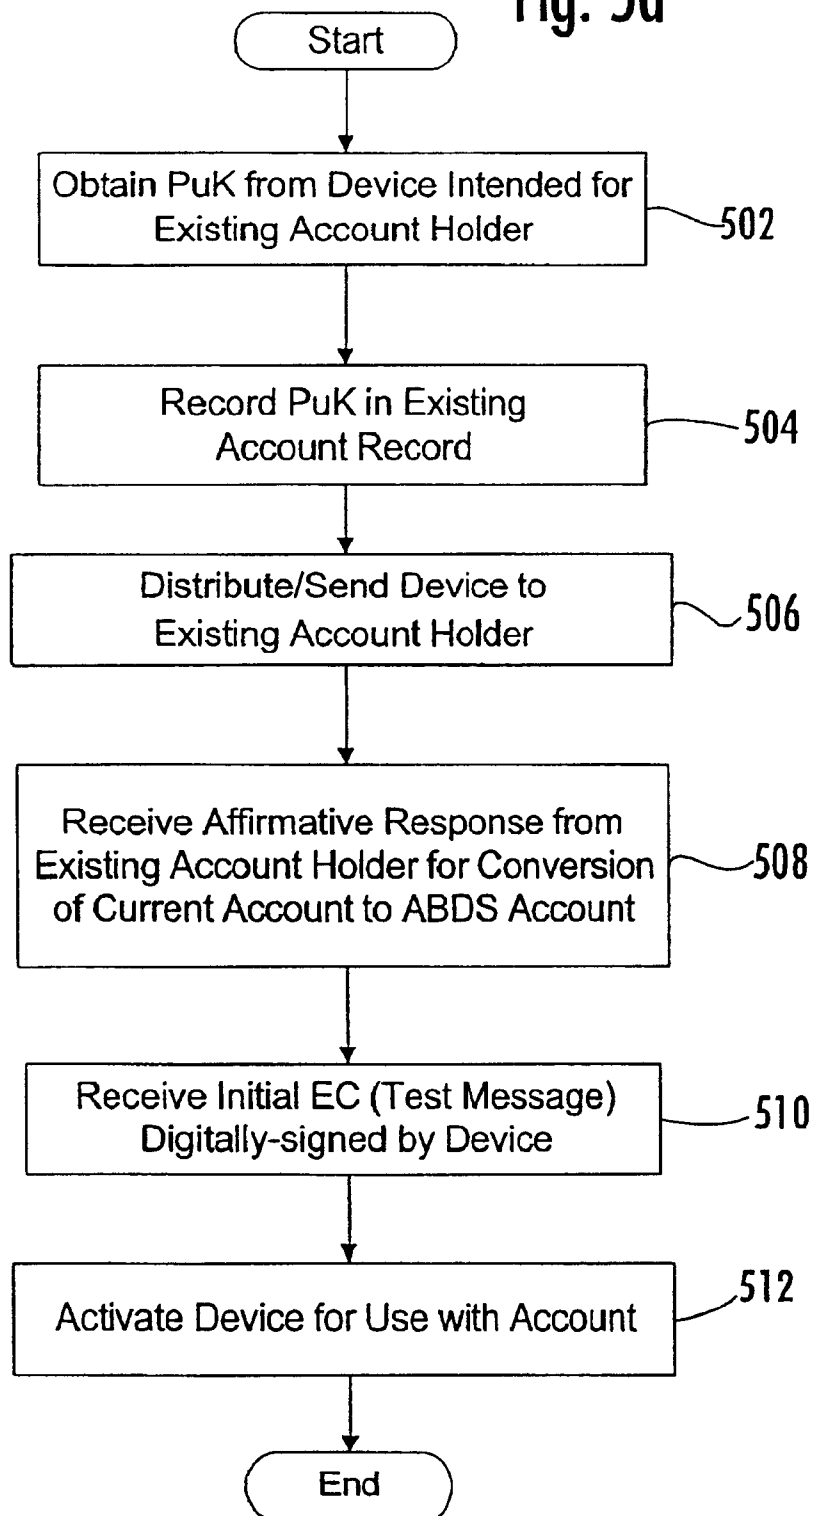 Fig. 5a
Start
Obtain PuK from Device Intended for
Existing Account Holder
502
Record PuK in Existing
Account Record
504
Distribute/Send Device to
Existing Account Holder
506
Receive Affirmative Response from
Existing Account Holder for Conversion
of Current Account to ABDS Account
508
Receive Initial EC (Test Message)
Digitally-signed by Device
510
Activate Device for Use with Account
512
End